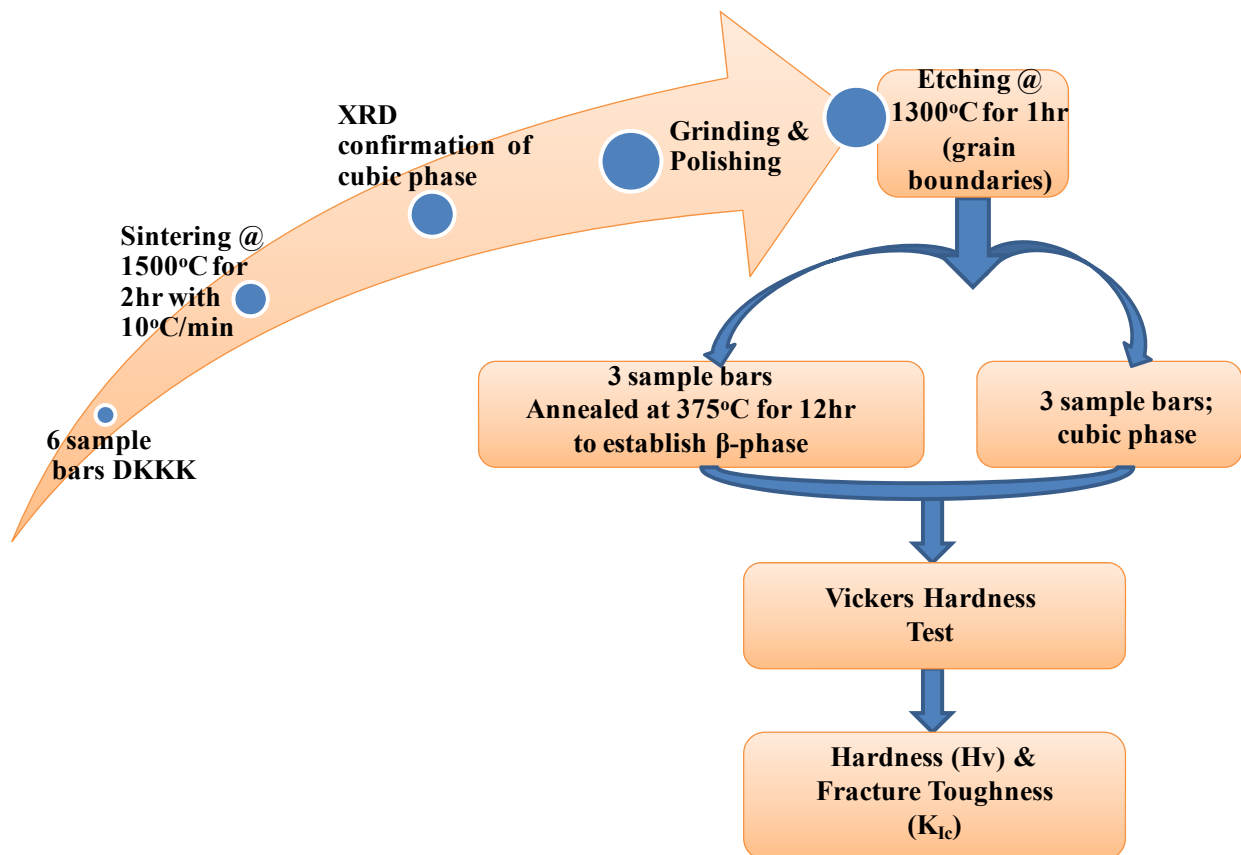 6 sample
bars DKKK
Sintering @
1500°C for
2hr with
10°C/min
XRD
confirmation of
cubic phase
Grinding &
Polishing
Etching @
1300°C for 1hr
(grain
boundaries)
3 sample bars
Annealed at 375°C for 12hr
to establish β-phase
3 sample bars;
cubic phase
Vickers Hardness
Test
Hardness (Hv) &
Fracture Toughness
(K_Ic)